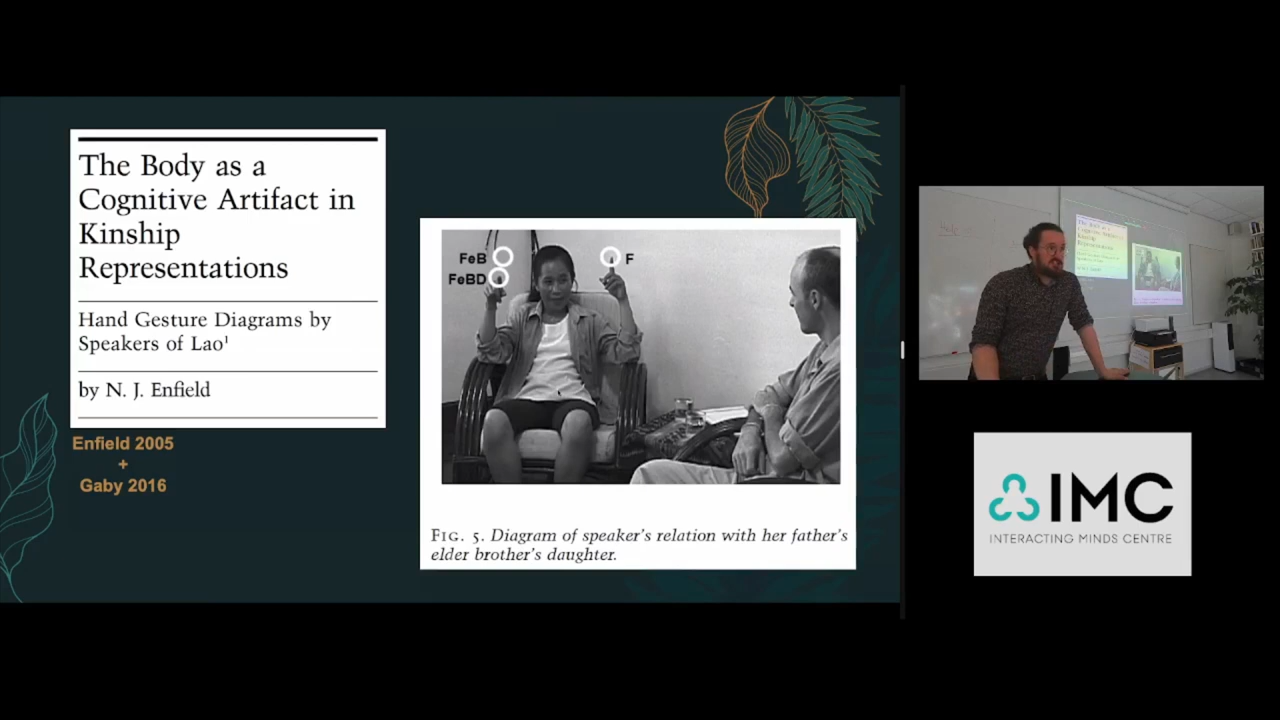 The Body as a
Cognitive Artifact in
Kinship
Representations
Hand Gesture Diagrams by
Speakers of Lao¹
by N. J. Enfield
Enfield 2005
+
Gaby 2016
FeB
FeBD
F
FIG. 5. Diagram of speaker's relation with her father's
elder brother's daughter.
IMC
INTERACTING MINDS CENTRE